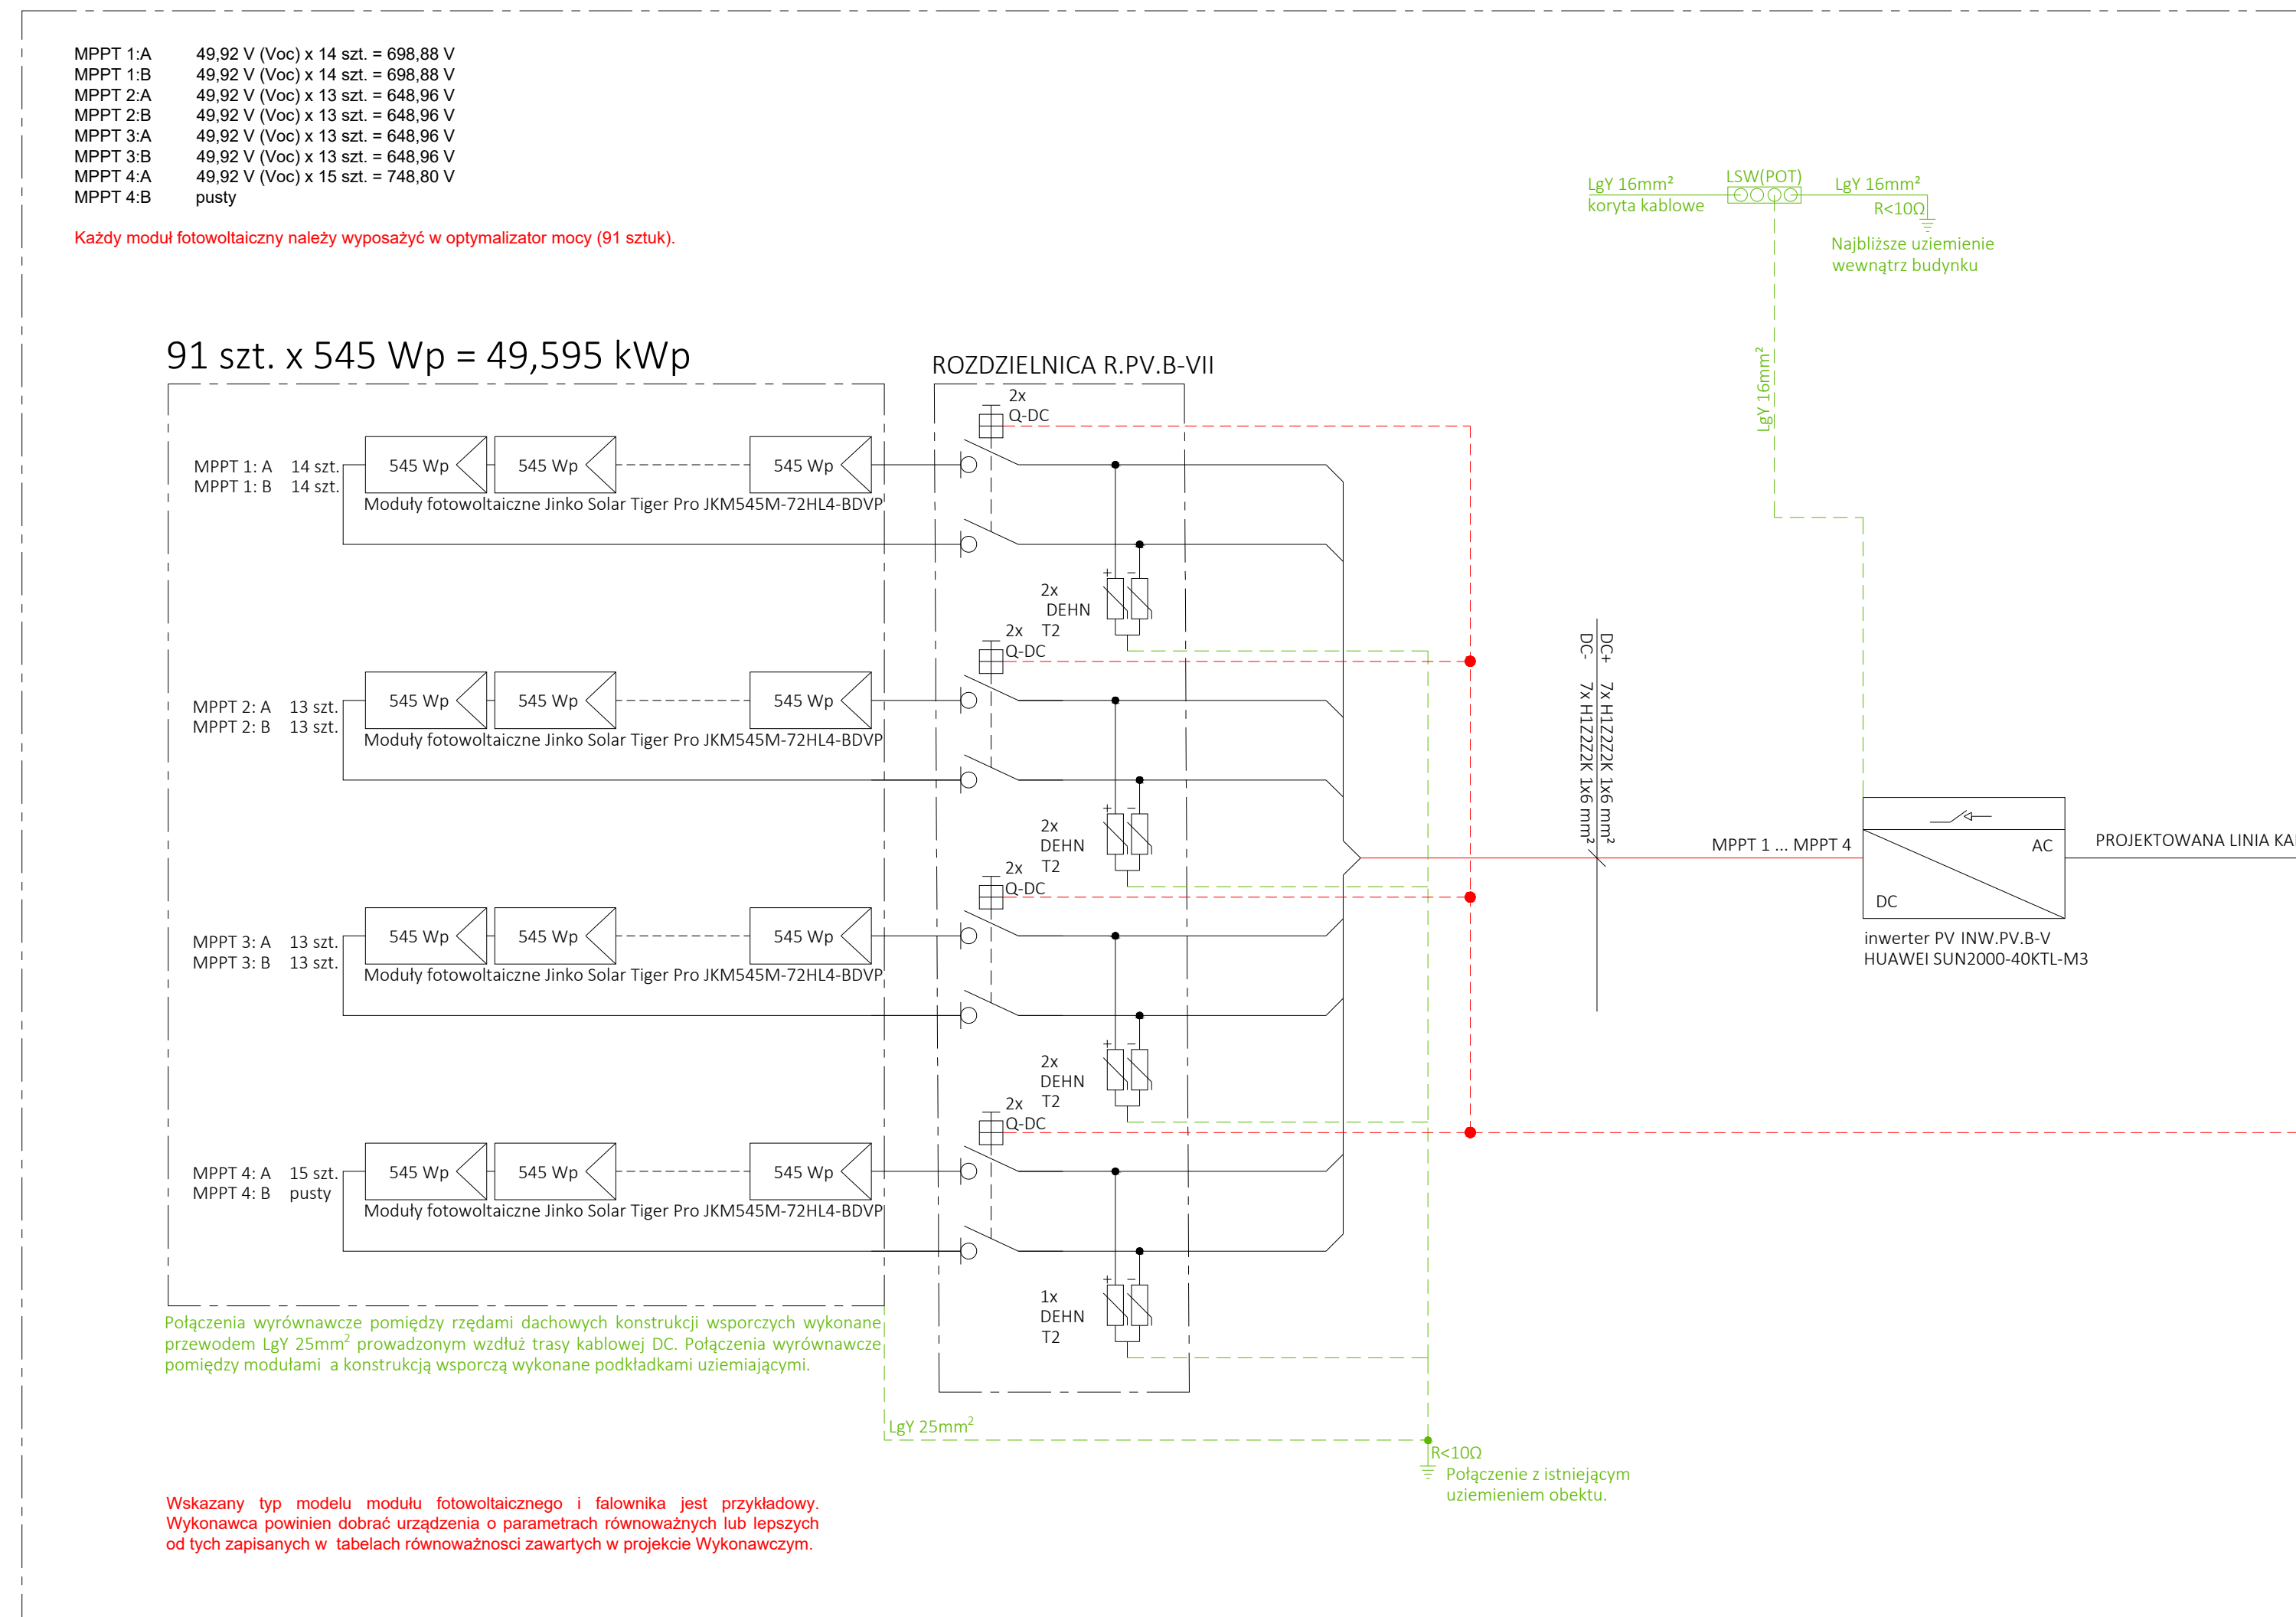 MPPT 1:A 49,92 V (Voc) x 14 szt. = 698,88 V
MPPT 1:B 49,92 V (Voc) x 14 szt. = 698,88 V
MPPT 2:A 49,92 V (Voc) x 13 szt. = 648,96 V
MPPT 2:B 49,92 V (Voc) x 13 szt. = 648,96 V
MPPT 3:A 49,92 V (Voc) x 13 szt. = 648,96 V
MPPT 3:B 49,92 V (Voc) x 13 szt. = 648,96 V
MPPT 4:A 49,92 V (Voc) x 15 szt. = 748,80 V
MPPT 4:B pusty
Każdy moduł fotowoltaiczny należy wyposażyć w optymalizator mocy (91 sztuk).
LgY 16mm²
koryta kablowe
LSW(POT)
LgY 16mm²
R<10Ω
Najbliższe uziemienie
wewnątrz budynku
LgY 16mm²
91 szt. x 545 Wp = 49,595 kWp
ROZDZIELNICA R.PV.B-VII
2x
Q-DC
MPPT 1: A 14 szt.
MPPT 1: B 14 szt.
545 Wp 545 Wp 545 Wp
Moduły fotowoltaiczne Jinko Solar Tiger Pro JKM545M-72HL4-BDVP
+ −
2x
DEHN
T2
2x
Q-DC
MPPT 2: A 13 szt.
MPPT 2: B 13 szt.
545 Wp 545 Wp 545 Wp
Moduły fotowoltaiczne Jinko Solar Tiger Pro JKM545M-72HL4-BDVP
+ −
2x
DEHN
T2
2x
Q-DC
MPPT 3: A 13 szt.
MPPT 3: B 13 szt.
545 Wp 545 Wp 545 Wp
Moduły fotowoltaiczne Jinko Solar Tiger Pro JKM545M-72HL4-BDVP
+ −
2x
DEHN
T2
2x
Q-DC
MPPT 4: A 15 szt.
MPPT 4: B pusty
545 Wp 545 Wp 545 Wp
Moduły fotowoltaiczne Jinko Solar Tiger Pro JKM545M-72HL4-BDVP
+ −
1x
DEHN
T2
DC+ 7x H1Z2Z2K 1x6 mm²
DC- 7x H1Z2Z2K 1x6 mm²
MPPT 1 ... MPPT 4
AC
DC
PROJEKTOWANA LINIA
inwerter PV INW.PV.B-V
HUAWEI SUN2000-40KTL-M3
Połączenia wyrównawcze pomiędzy rzędami dachowych konstrukcji wsporczych wykonane
przewodem LgY 25mm² prowadzonym wzdłuż trasy kablowej DC. Połączenia wyrównawcze
pomiędzy modułami a konstrukcją wsporczą wykonane podkładkami uziemiającymi.
LgY 25mm²
R<10Ω
Połączenie z istniejącym
uziemieniem obektu.
Wskazany typ modelu modułu fotowoltaicznego i falownika jest przykładowy.
Wykonawca powinien dobrać urządzenia o parametrach równoważnych lub lepszych
od tych zapisanych w tabelach równoważnosci zawartych w projekcie Wykonawczym.